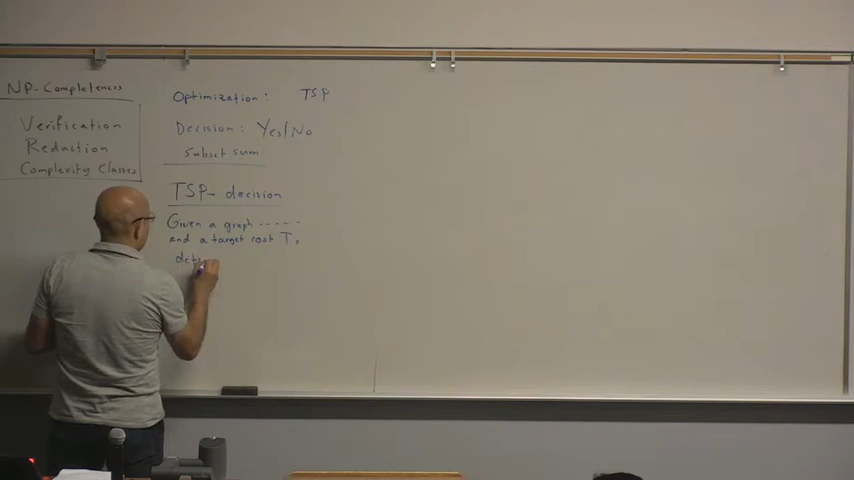 NP-Completeness
Verification
Reduction
Complexity Classes
Optimization: TSP
Decision: Yes/No
Subset sum
TSP- decision
Given a graph -----
and a target cost T,
det